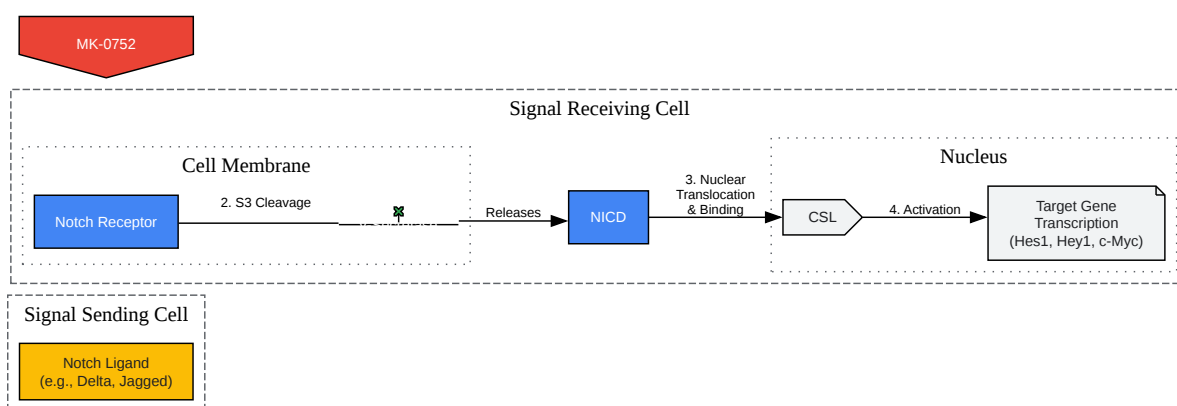 MK-0752
Signal Receiving Cell
Cell Membrane
Nucleus
Notch Receptor
2. S3 Cleavage
Releases
NICD
3. Nuclear
Translocation
& Binding
CSL
4. Activation
Target Gene
Transcription
(Hes1, Hey1, c-Myc)
Signal Sending Cell
Notch Ligand
(e.g., Delta, Jagged)